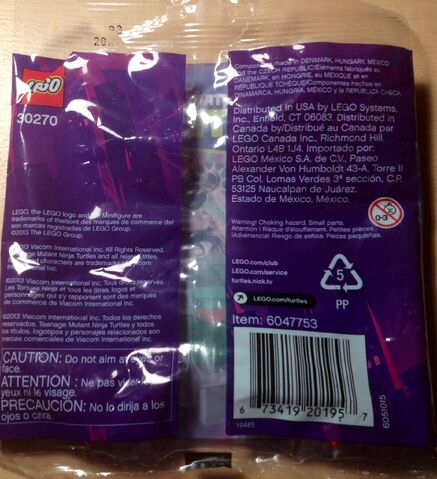 LEGO
30270
LEGO, the LEGO logo and the Minifigure are
trademarks of the/sont des marques de commerce de/
son marcas registradas de LEGO Group.
©2013 The LEGO Group.
©2013 Viacom International Inc. All Rights Reserved.
Teenage Mutant Ninja Turtles and all related titles,
and characters are trademarks of
Viacom International Inc.
©2013 Viacom International Inc. Tous droits réservés.
Les Tortues Ninja et tous les titres, logos et
personnages qui s'y rapportent sont des marques
de commerce de Viacom International Inc.
©2013 Viacom International Inc. Todos los derechos
reservados. Teenage Mutant Ninja Turtles y todos
los títulos, logotipos y personajes relacionados son
marcas comerciales de Viacom International Inc.
CAUTION: Do not aim at eyes or
face.
ATTENTION : Ne pas viser les
yeux ni le visage.
PRECAUCIÓN: No lo dirija a los
ojos o cara.
Components made in DENMARK, HUNGARY, MEXICO
and the CZECH REPUBLIC/Éléments fabriqués au
DANEMARK, en HONGRIE, au MEXIQUE et en
RÉPUBLIQUE TCHÈQUE/Componentes hechos en
DINAMARCA, HUNGRÍA, MÉXICO y la REPÚBLICA CHECA.
Distributed in USA by LEGO Systems,
Inc., Enfield, CT 06083. Distributed in
Canada by/Distribué au Canada par
LEGO Canada Inc., Richmond Hill,
Ontario L4B 1J4. Importado por
LEGO México S.A. de C.V., Paseo
Alexander Von Humboldt 43-A, Torre II
PB Col. Lomas Verdes 3ª sección, C.P.
53125 Naucalpan de Juárez.
Estado de México, México.
Warning! Choking hazard. Small parts.
Attention ! Risque d'étouffement. Petites pièces.
¡Advertencia! Riesgo de asfixia. Piezas pequeñas.
0-3
LEGO.com/club
LEGO.com/service
turtles.nick.tv
LEGO.com/turtles
5
PP
Item: 6047753
6 73419 20195 7
19485
6051015